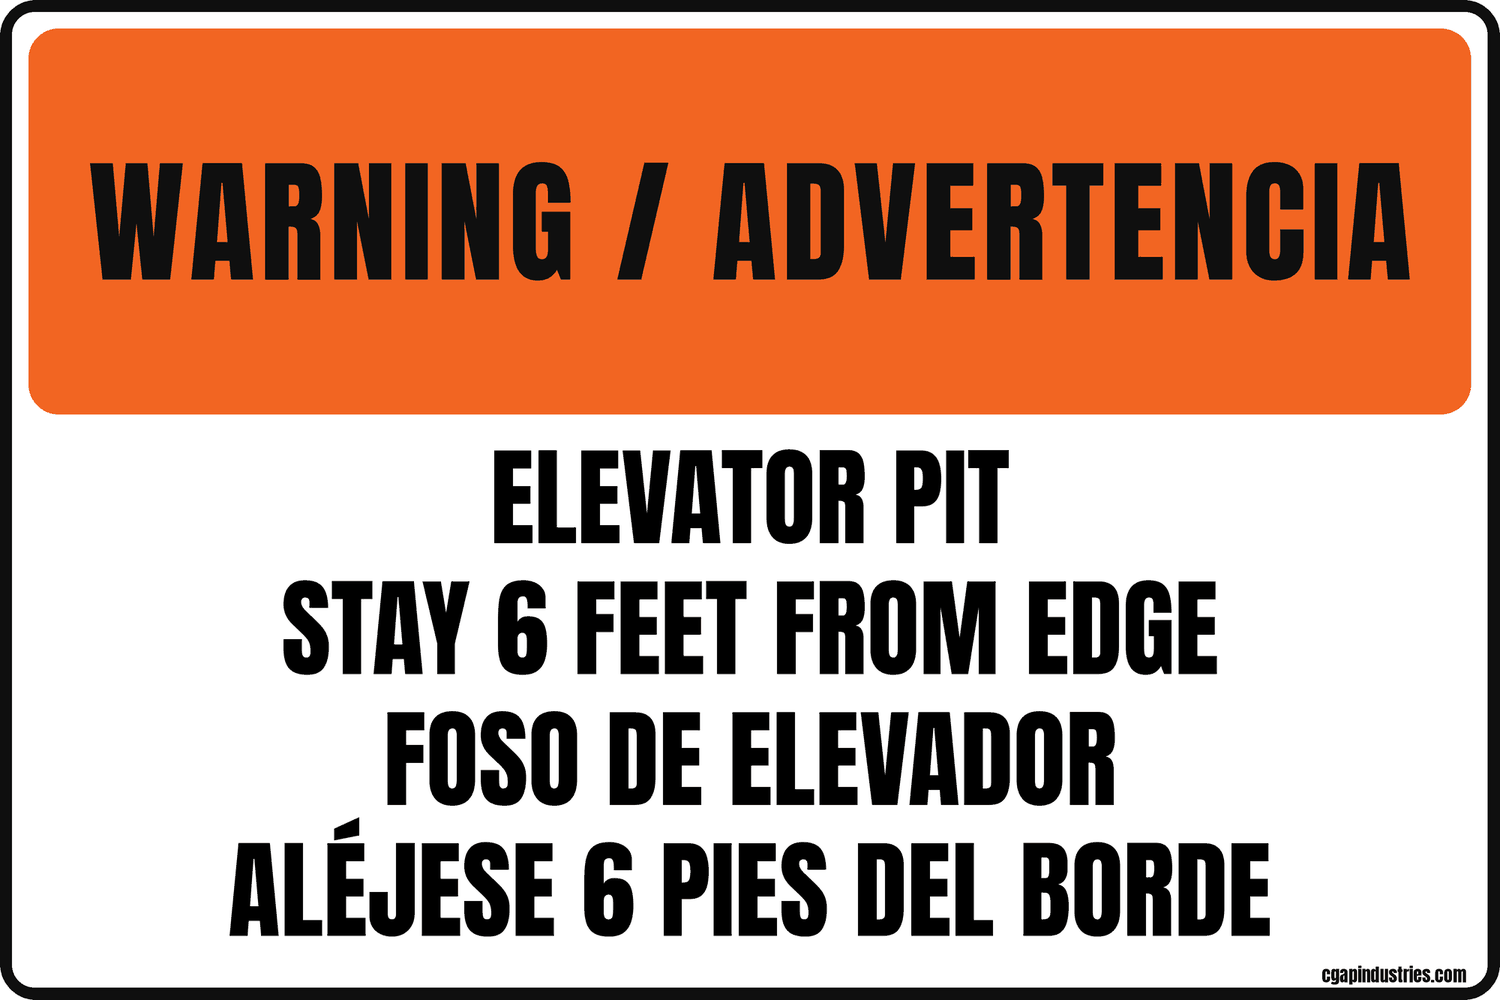 WARNING / ADVERTENCIA
ELEVATOR PIT
STAY 6 FEET FROM EDGE
FOSO DE ELEVADOR
ALÉJESE 6 PIES DEL BORDE
cgapindustries.com